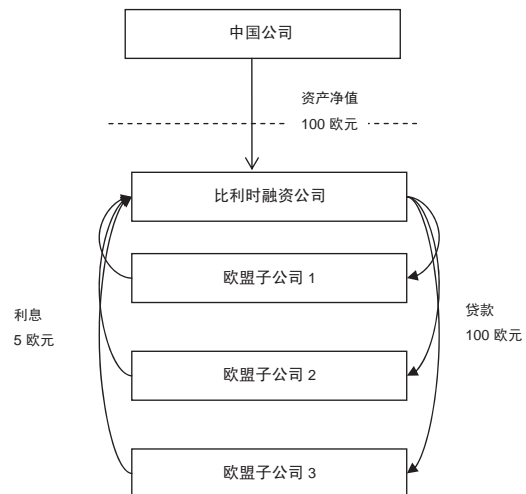 中国公司
资产净值
100 欧元
比利时融资公司
欧盟子公司 1
利息
5 欧元
贷款
100 欧元
欧盟子公司 2
欧盟子公司 3